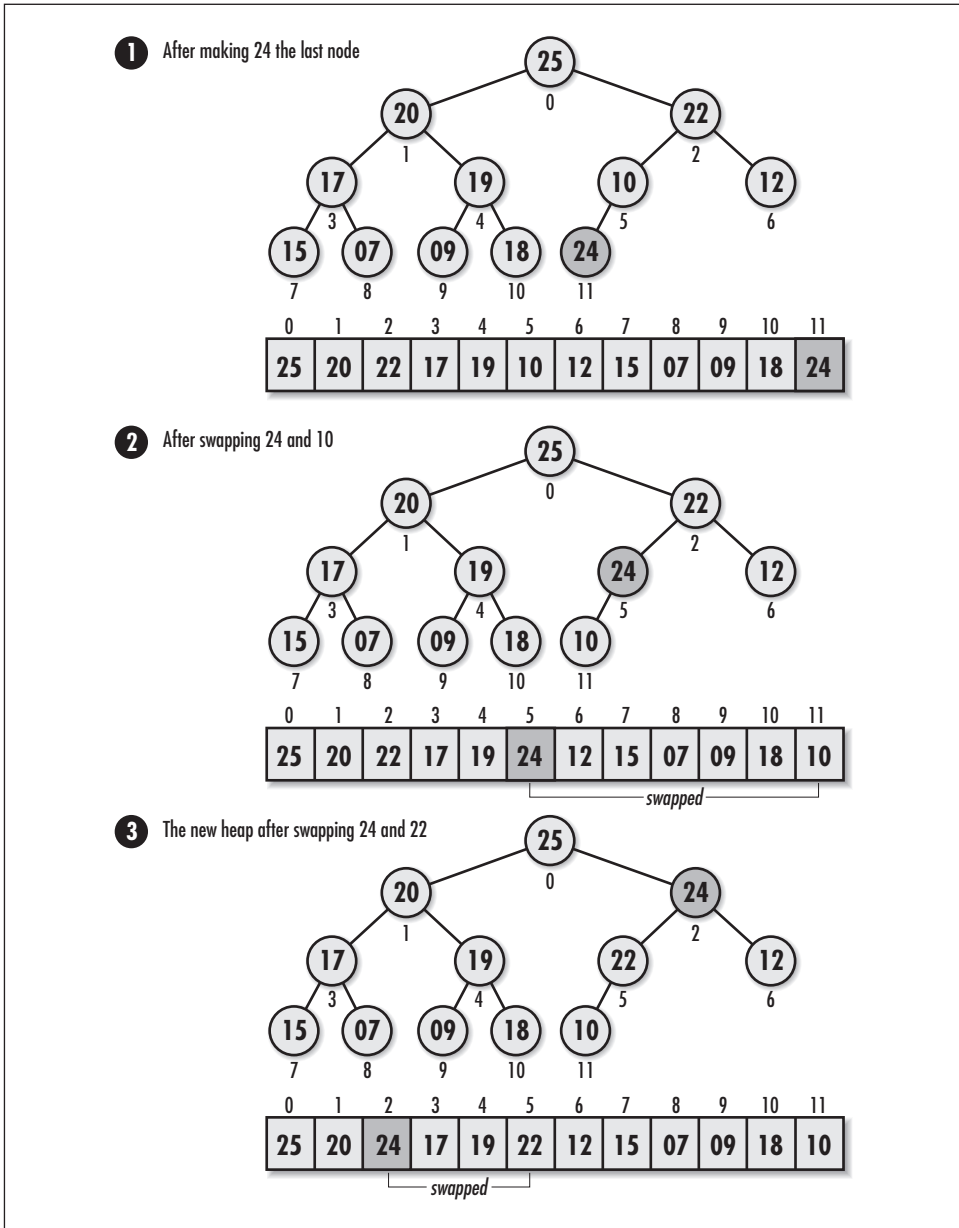 1 After making 24 the last node
25
0
20 22
1 2
17 19 10 12
3 4 5 6
15 07 09 18 24
7 8 9 10 11
0 1 2 3 4 5 6 7 8 9 10 11
25 20 22 17 19 10 12 15 07 09 18 24
2 After swapping 24 and 10
25
0
20 22
1 2
17 19 24 12
3 4 5 6
15 07 09 18 10
7 8 9 10 11
0 1 2 3 4 5 6 7 8 9 10 11
25 20 22 17 19 24 12 15 07 09 18 10
swapped
3 The new heap after swapping 24 and 22
25
0
20 24
1 2
17 19 22 12
3 4 5 6
15 07 09 18 10
7 8 9 10 11
0 1 2 3 4 5 6 7 8 9 10 11
25 20 24 17 19 22 12 15 07 09 18 10
swapped